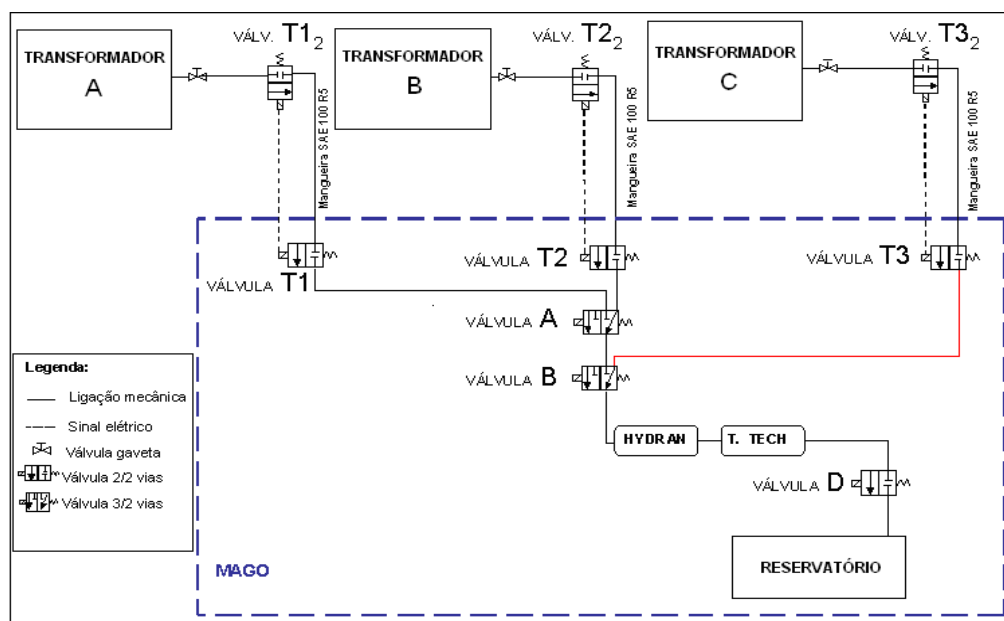 TRANSFORMADOR
A
VÁLV. T1₂
Mangueira SAE 100 R5
TRANSFORMADOR
B
VÁLV. T2₂
Mangueira SAE 100 R5
TRANSFORMADOR
C
VÁLV. T3₂
Mangueira SAE 100 R5
VÁLVULA T1
VÁLVULA T2
VÁLVULA T3
VÁLVULA A
VÁLVULA B
HYDRAN
T. TECH
VÁLVULA D
RESERVATÓRIO
MAGO
Legenda:
Ligação mecânica
Sinal elétrico
Válvula gaveta
Válvula 2/2 vias
Válvula 3/2 vias